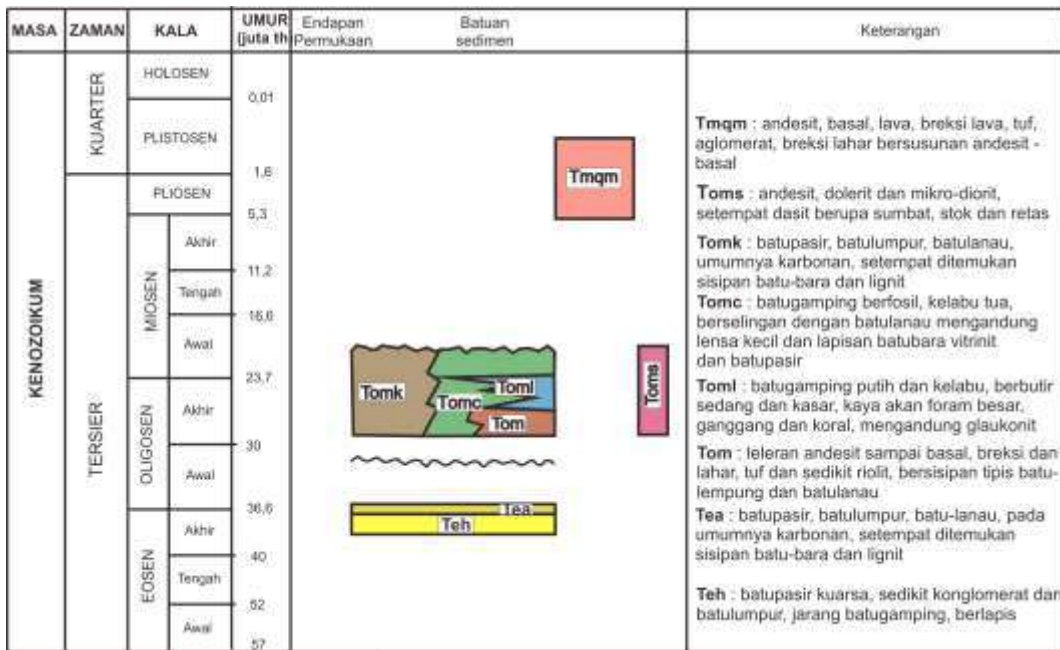 MASA ZAMAN KALA UMUR (juta th) Endapan Permukaan Batuan sedimen Keterangan
KENOZOIKUM
KUARTER
TERSIER
HOLOSEN
0,01
PLISTOSEN
1,6
PLIOSEN
5,3
MIOSEN
Akhir
11,2
Tengah
16,6
Awal
23,7
OLIGOSEN
Akhir
30
Awal
36,6
EOSEN
Akhir
40
Tengah
52
Awal
57
Tmqm
Tomk
Tomc
Toml
Tom
Toms
Tea
Teh
Tmqm : andesit, basal, lava, breksi lava, tuf,
aglomerat, breksi lahar bersusunan andesit -
basal
Toms : andesit, dolerit dan mikro-diorit,
setempat dasit berupa sumbat, stok dan retas
Tomk : batupasir, batulumpur, batulanau,
umumnya karbonan, setempat ditemukan
sisipan batu-bara dan lignit
Tomc : batugamping berfosil, kelabu tua,
berselingan dengan batulanau mengandung
lensa kecil dan lapisan batubara vitrinit
dan batupasir
Toml : batugamping putih dan kelabu, berbutir
sedang dan kasar, kaya akan foram besar,
ganggang dan koral, mengandung glaukonit
Tom : leleran andesit sampai basal, breksi dan
lahar, tuf dan sedikit riolit, bersisipan tipis batu-
lempung dan batulanau
Tea : batupasir, batulumpur, batu-lanau, pada
umumnya karbonan, setempat ditemukan
sisipan batu-bara dan lignit
Teh : batupasir kuarsa, sedikit konglomerat dan
batulumpur, jarang batugamping, berlapis